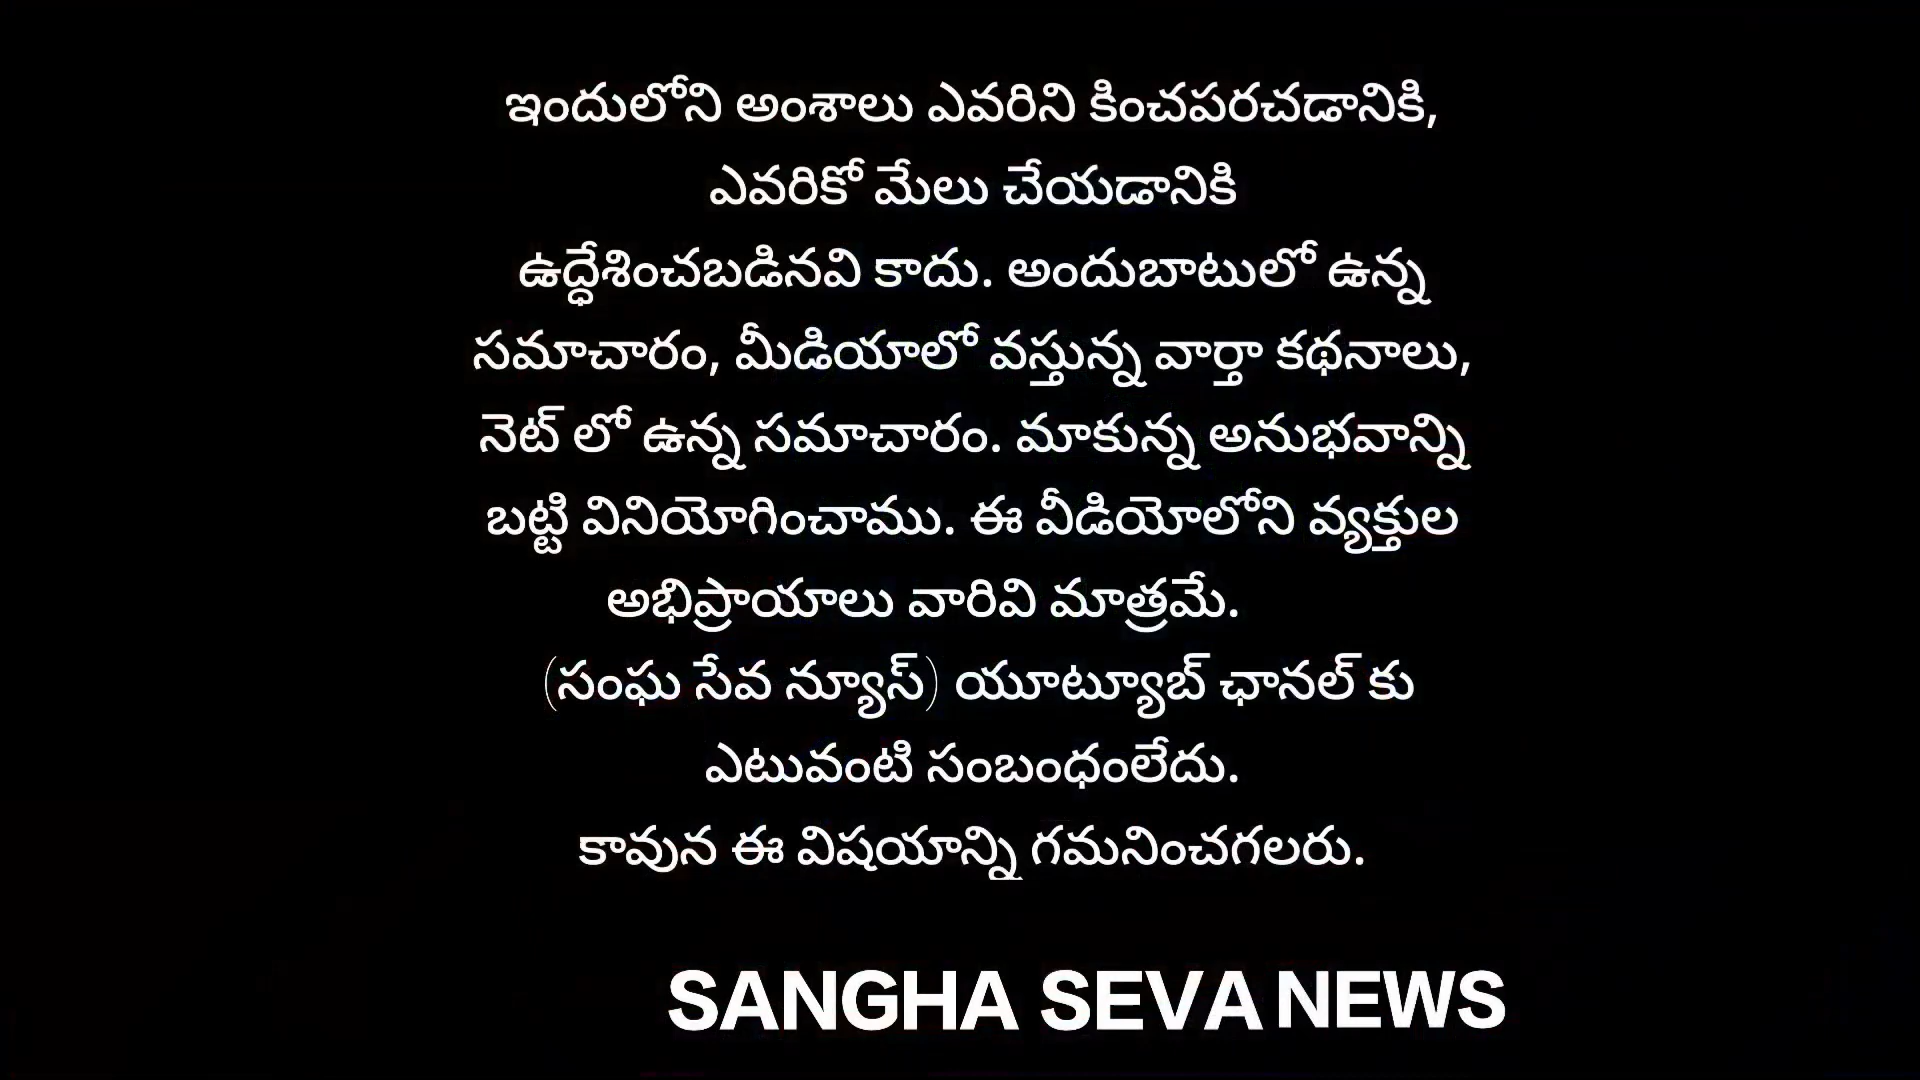 ఇందులోని అంశాలు ఎవరిని కించపరచడానికి,
ఎవరికో మేలు చేయడానికి
ఉద్ధేశించబడినవి కాదు. అందుబాటులో ఉన్న
సమాచారం, మీడియాలో వస్తున్న వార్తా కథనాలు,
నెట్ లో ఉన్న సమాచారం. మాకున్న అనుభవాన్ని
బట్టి వినియోగించాము. ఈ వీడియోలోని వ్యక్తుల
అభిప్రాయాలు వారివి మాత్రమే.
(సంఘ సేవ న్యూస్) యూట్యూబ్ ఛానల్ కు
ఎటువంటి సంబంధంలేదు.
కావున ఈ విషయాన్ని గమనించగలరు.
SANGHA SEVA NEWS